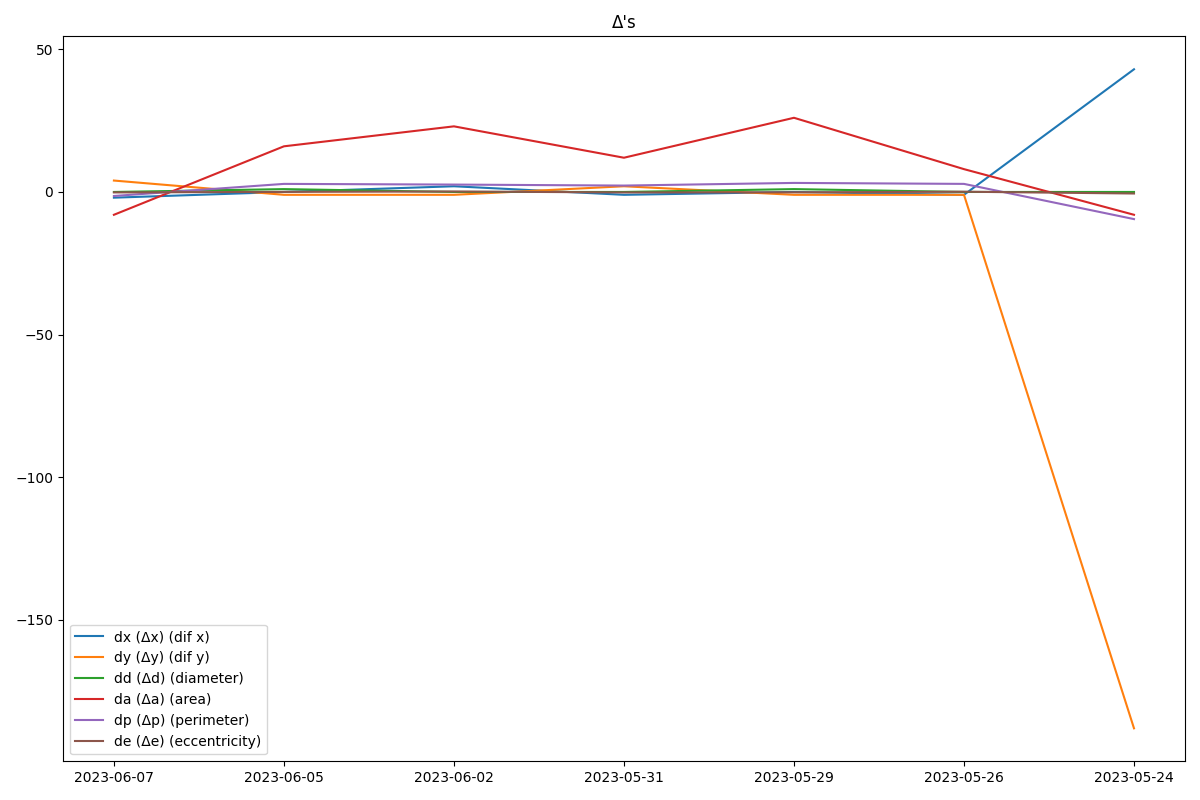 Δ's
50
0
−50
−100
−150
dx (Δx) (dif x)
dy (Δy) (dif y)
dd (Δd) (diameter)
da (Δa) (area)
dp (Δp) (perimeter)
de (Δe) (eccentricity)
2023-06-07 2023-06-05 2023-06-02 2023-05-31 2023-05-29 2023-05-26 2023-05-24